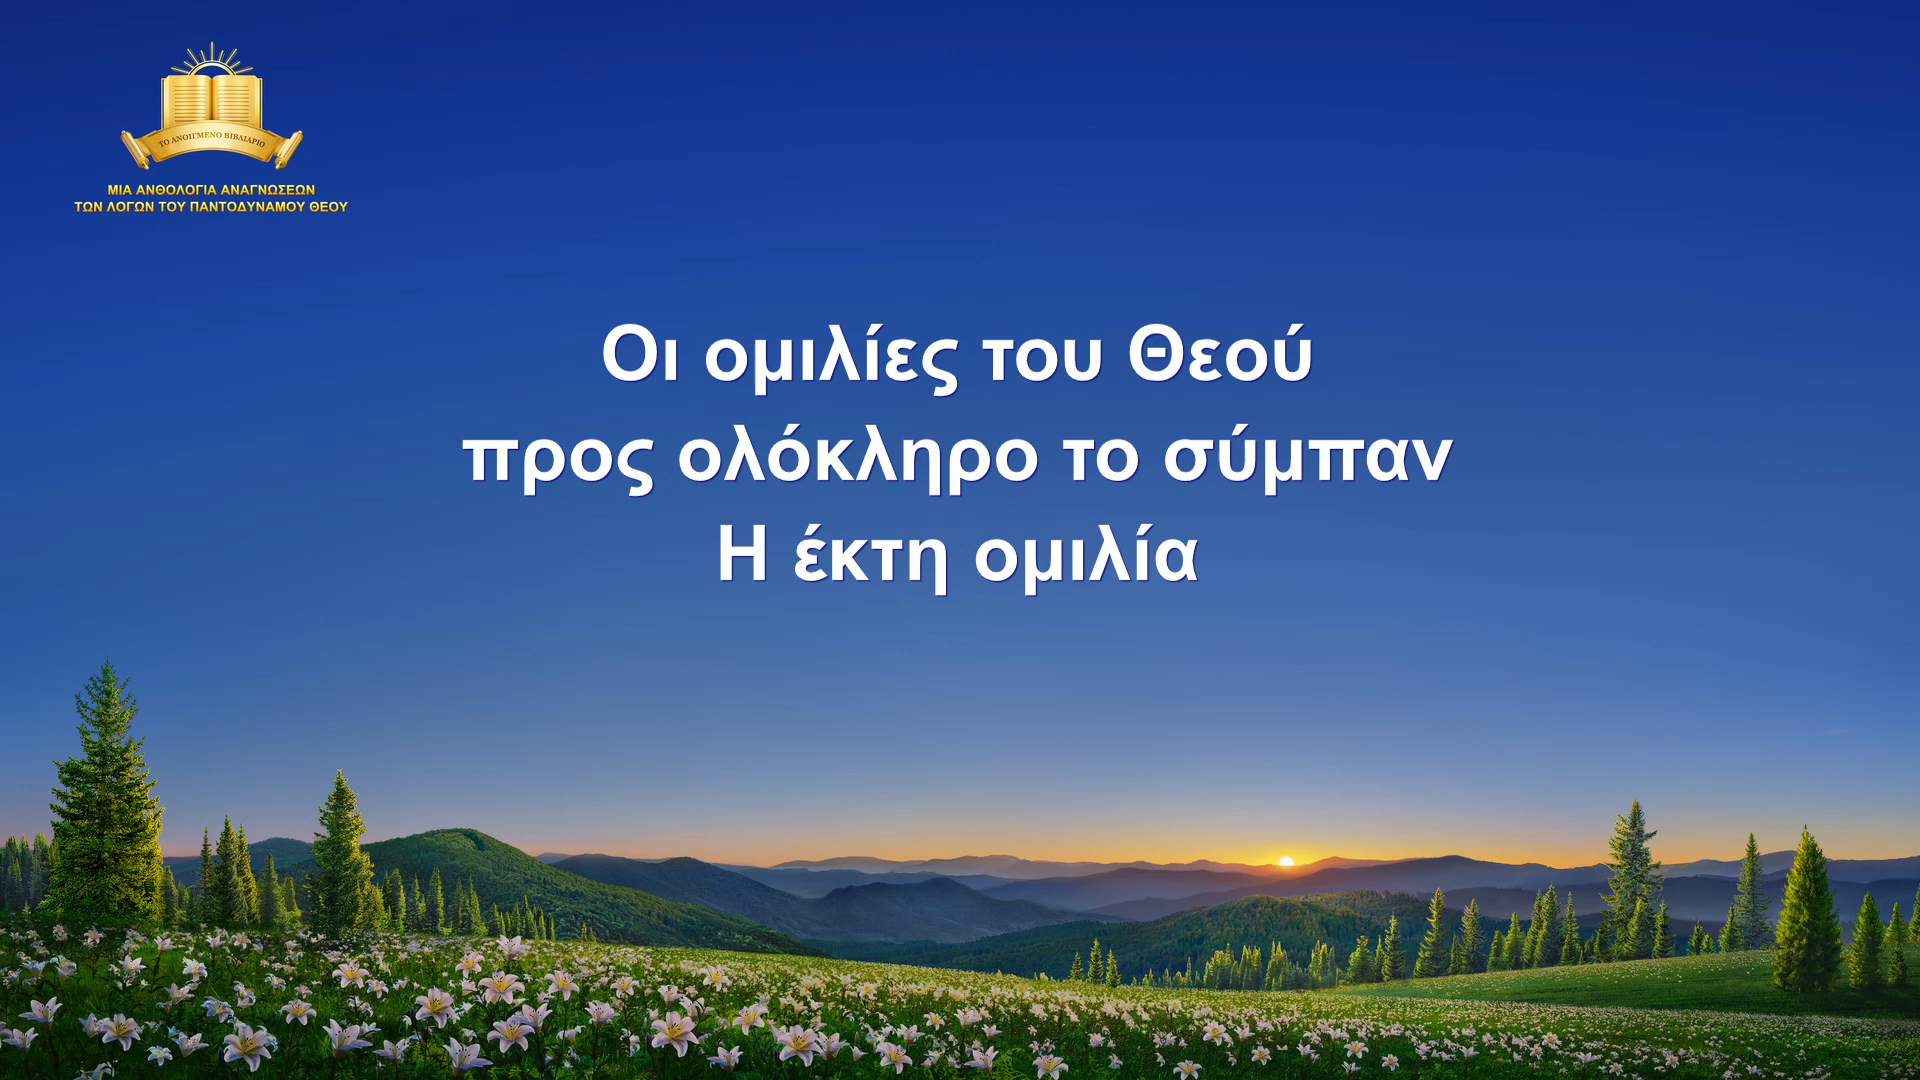 ΤΟ ΑΝΟΙΓΜΕΝΟ ΒΙΒΛΙΑΡΙΟ
ΜΙΑ ΑΝΘΟΛΟΓΙΑ ΑΝΑΓΝΩΣΕΩΝ
ΤΩΝ ΛΟΓΩΝ ΤΟΥ ΠΑΝΤΟΔΥΝΑΜΟΥ ΘΕΟΥ
Οι ομιλίες του Θεού
προς ολόκληρο το σύμπαν
Η έκτη ομιλία